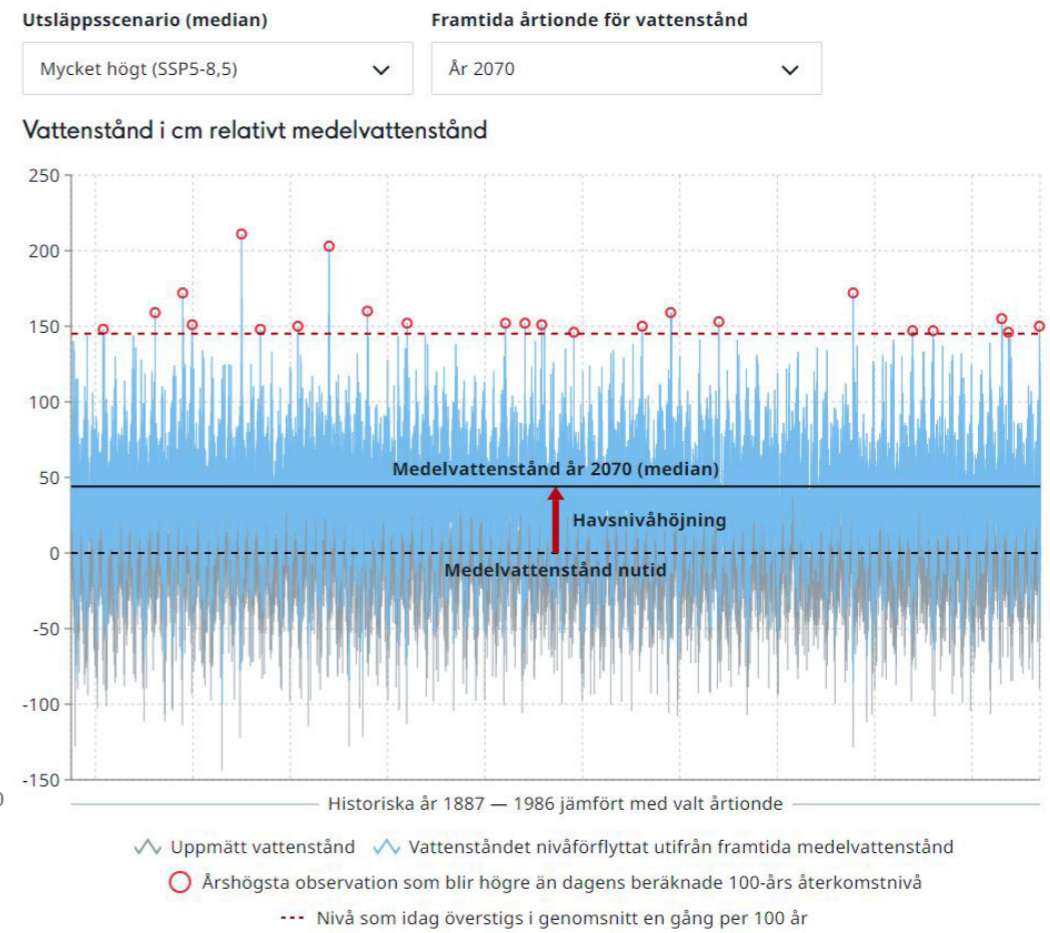 Utsläppsscenario (median)
Framtida årtionde för vattenstånd
Mycket högt (SSP5-8,5)
År 2070
Vattenstånd i cm relativt medelvattenstånd
250
200
150
100
50
0
-50
-100
-150
Medelvattenstånd år 2070 (median)
Havsnivåhöjning
Medelvattenstånd nutid
0
Historiska år 1887 — 1986 jämfört med valt årtionde
Uppmätt vattenstånd
Vattenståndet nivåförflyttat utifrån framtida medelvattenstånd
Årshögsta observation som blir högre än dagens beräknade 100-års återkomstnivå
Nivå som idag överstigs i genomsnitt en gång per 100 år